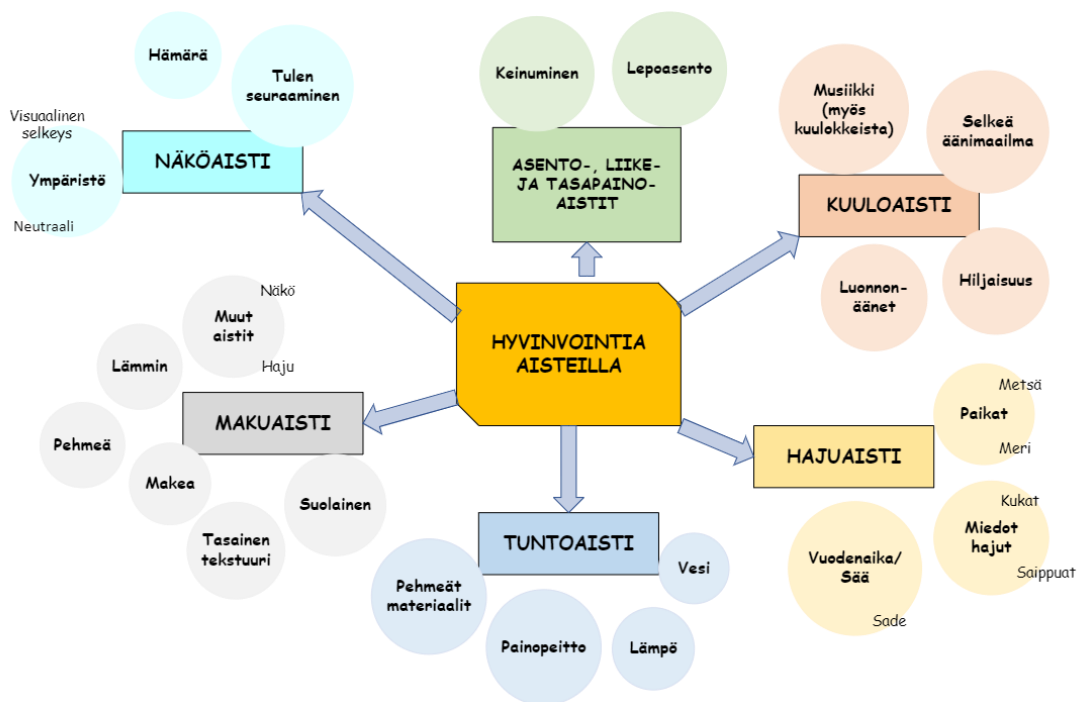 Hämärä
Tulen
seuraaminen
Visuaalinen
selkeys
Ympäristö
Neutraali
NÄKÖAISTI
Keinuminen
Lepoasento
ASENTO-, LIIKE-
JA TASAPAINO-
AISTIT
Musiikki
(myös
kuulokkeista)
Selkeä
äänimaailma
KUULOAISTI
Luonnon-
äänet
Hiljaisuus
HYVINVOINTIA
AISTEILLA
Näkö
Muut
aistit
Haju
Lämmin
MAKUAISTI
Pehmeä
Makea
Suolainen
Tasainen
tekstuuri
Metsä
Paikat
Meri
HAJUAISTI
Kukat
Miedot
hajut
Saippuat
Vuodenaika/
Sää
Sade
TUNTOAISTI
Vesi
Pehmeät
materiaalit
Painopeitto
Lämpö